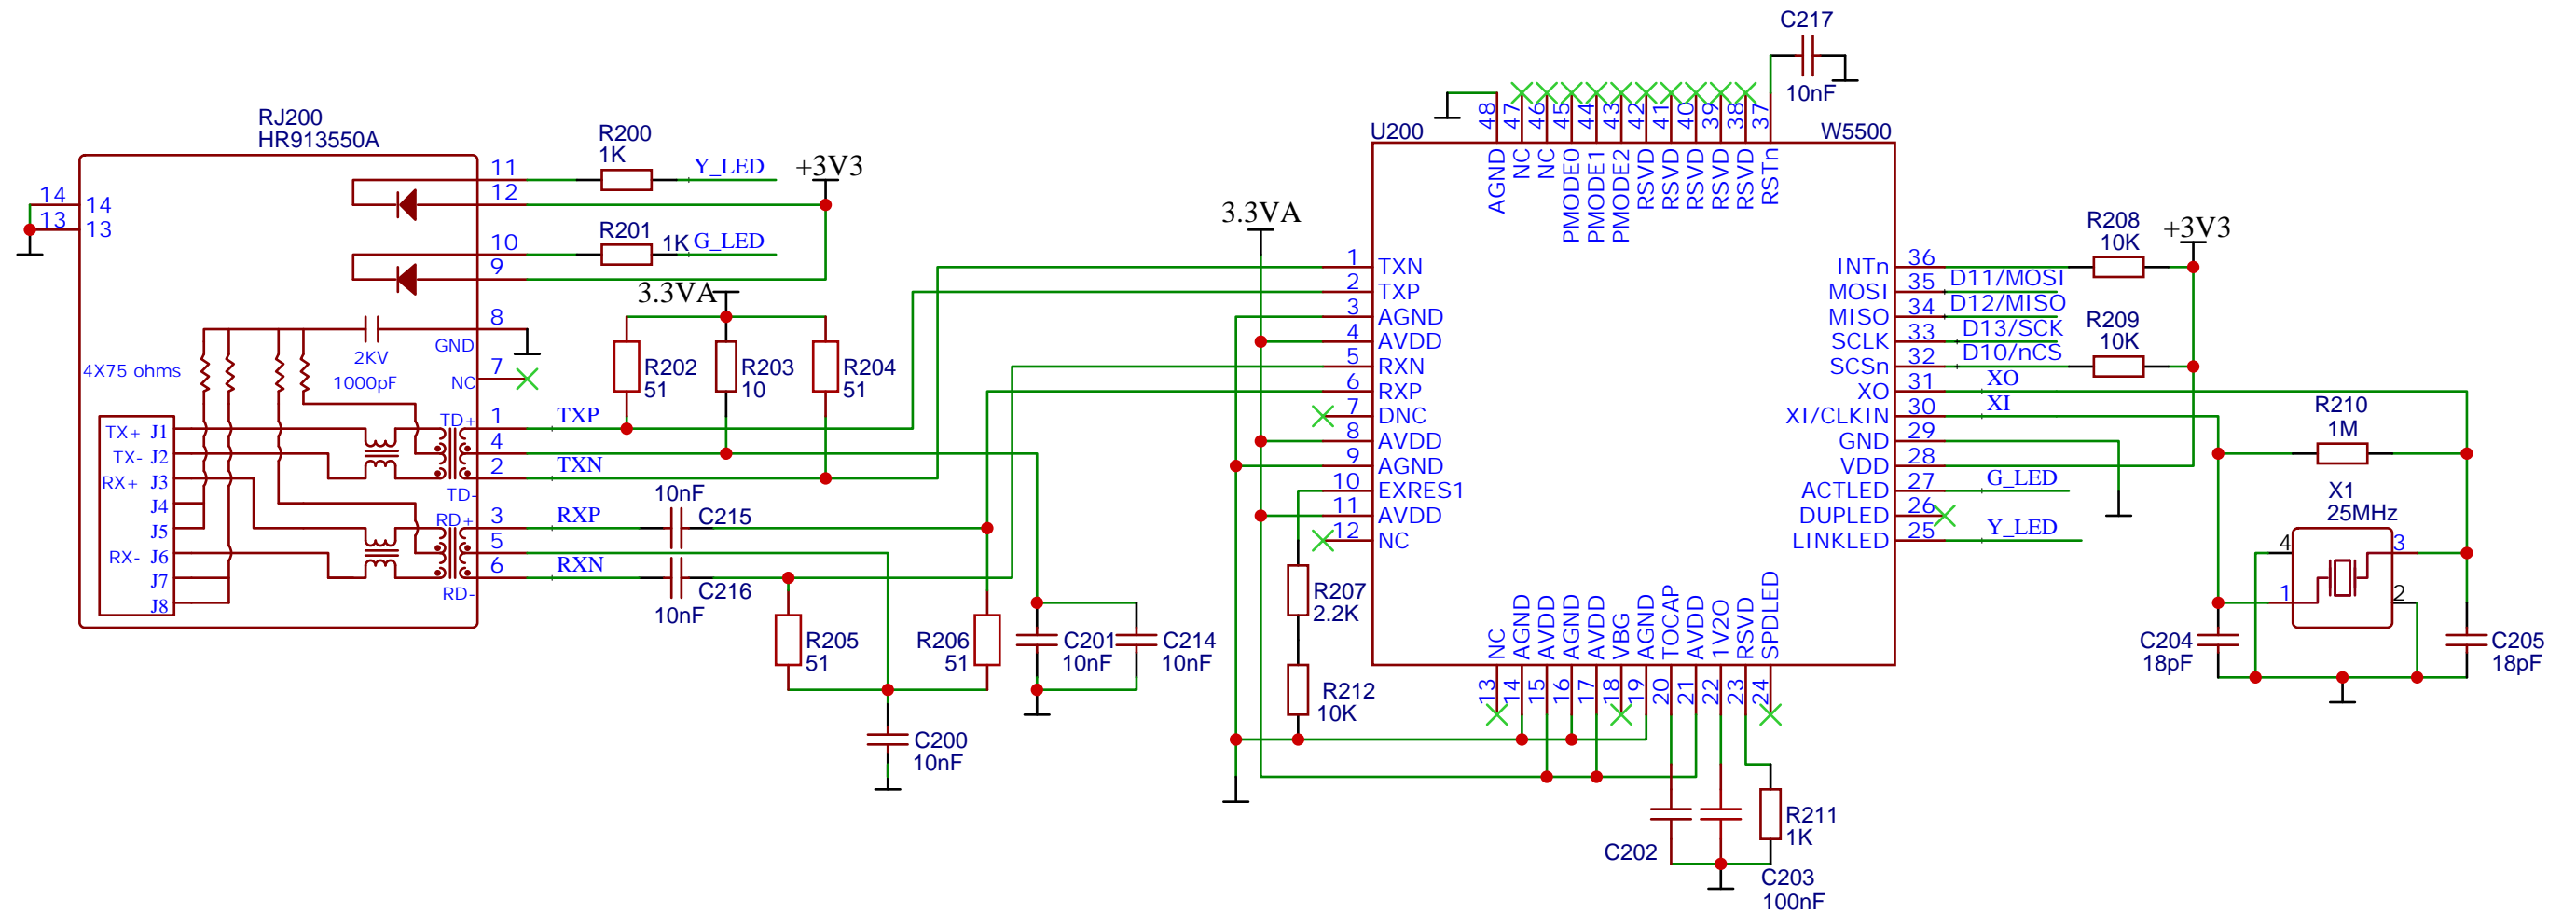 C217
10nF
RJ200
HR913550A
14
14
13
13
11
12
10
9
8
GND
7
NC
1
TD+
4
2
TD-
3
RD+
5
6
RD-
2KV
1000pF
4X75 ohms
TX+ J1
TX- J2
RX+ J3
J4
J5
RX- J6
J7
J8
R200
1K
Y_LED
+3V3
R201
1K
G_LED
3.3VA
R202
51
R203
10
R204
51
TXP
TXN
10nF
C215
RXP
RXN
C216
10nF
R205
51
R206
51
C201
10nF
C214
10nF
C200
10nF
3.3VA
U200
W5500
48
47
46
45
44
43
42
41
40
39
38
37
AGND
NC
NC
PMODE0
PMODE1
PMODE2
RSVD
RSVD
RSVD
RSVD
RSVD
RSTn
1 TXN
2 TXP
3 AGND
4 AVDD
5 RXN
6 RXP
7 DNC
8 AVDD
9 AGND
10 EXRES1
11 AVDD
12 NC
INTn 36
MOSI 35
MISO 34
SCLK 33
SCSn 32
XO 31
XI/CLKIN 30
GND 29
VDD 28
ACTLED 27
DUPLED 26
LINKLED 25
NC
AGND
AVDD
AGND
AVDD
VBG
AGND
TOCAP
AVDD
1V2O
RSVD
SPDLED
13
14
15
16
17
18
19
20
21
22
23
24
R207
2.2K
R212
10K
C202
C203
100nF
R211
1K
R208
10K
+3V3
D11/MOSI
D12/MISO
D13/SCK
D10/nCS
R209
10K
XO
XI
G_LED
Y_LED
R210
1M
X1
25MHz
4
3
1
2
C204
18pF
C205
18pF